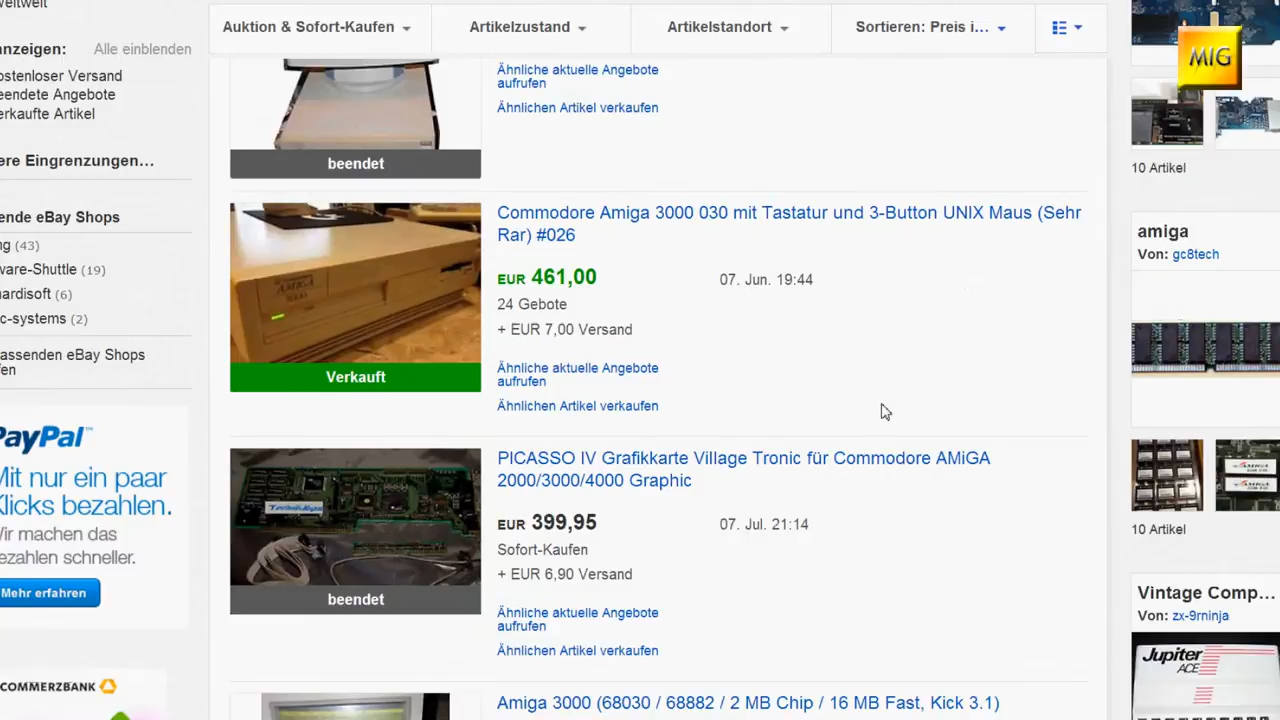 eltweit
Auktion & Sofort-Kaufen
Artikelzustand
Artikelstandort
Sortieren: Preis i...
MIG
nzeigen: Alle einblenden
ostenloser Versand
eendete Angebote
erkaufte Artikel
ere Eingrenzungen...
ende eBay Shops
ng (43)
ware-Shuttle (19)
nardisoft (6)
c-systems (2)
assenden eBay Shops
en
PayPal™
Mit nur ein paar
Klicks bezahlen.
Wir machen das
ezahlen schneller.
Mehr erfahren
COMMERZBANK
Ähnliche aktuelle Angebote
aufrufen
Ähnlichen Artikel verkaufen
beendet
Commodore Amiga 3000 030 mit Tastatur und 3-Button UNIX Maus (Sehr
Rar) #026
EUR 461,00 07. Jun. 19:44
24 Gebote
+ EUR 7,00 Versand
Ähnliche aktuelle Angebote
aufrufen
Ähnlichen Artikel verkaufen
AMIGA
3000
Verkauft
PICASSO IV Grafikkarte Village Tronic für Commodore AMiGA
2000/3000/4000 Graphic
EUR 399,95 07. Jul. 21:14
Sofort-Kaufen
+ EUR 6,90 Versand
Ähnliche aktuelle Angebote
aufrufen
Ähnlichen Artikel verkaufen
beendet
Amiga 3000 (68030 / 68882 / 2 MB Chip / 16 MB Fast, Kick 3.1)
10 Artikel
amiga
Von: gc8tech
10 Artikel
Vintage Comp...
Von: zx-9rninja
Jupiter
ACE